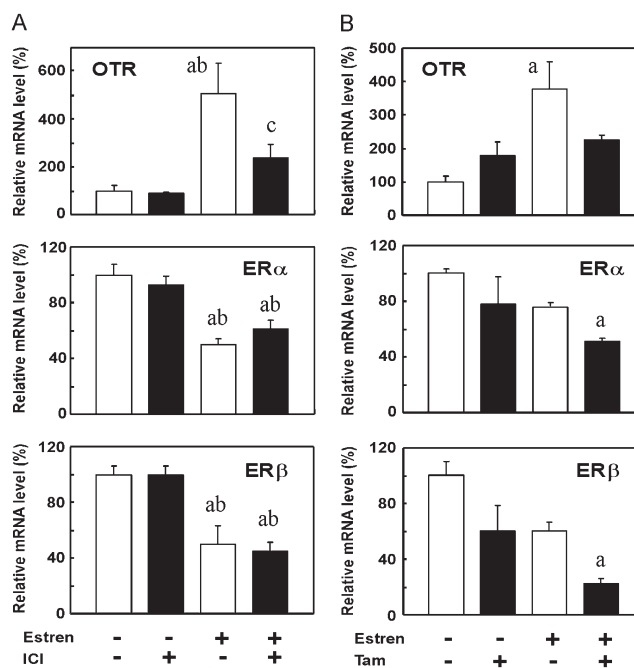 A
Relative mRNA level (%)
600
400
200
0
OTR
ab
c
Relative mRNA level (%)
120
80
40
0
ERα
ab
ab
Relative mRNA level (%)
120
80
40
0
ERβ
ab
ab
Estren - - + +
ICI - + - +
B
Relative mRNA level (%)
500
400
300
200
100
0
OTR
a
Relative mRNA level (%)
120
80
40
0
ERα
a
Relative mRNA level (%)
120
80
40
0
ERβ
a
Estren - - + +
Tam - + - +